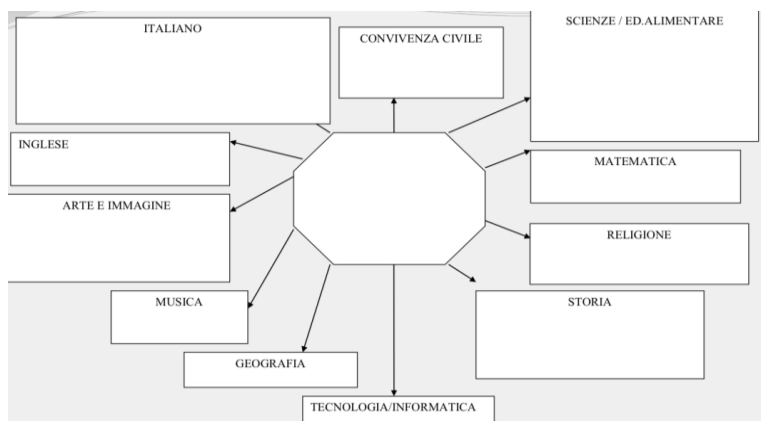 ITALIANO
CONVIVENZA CIVILE
SCIENZE / ED.ALIMENTARE
INGLESE
MATEMATICA
ARTE E IMMAGINE
RELIGIONE
MUSICA
STORIA
GEOGRAFIA
TECNOLOGIA/INFORMATICA